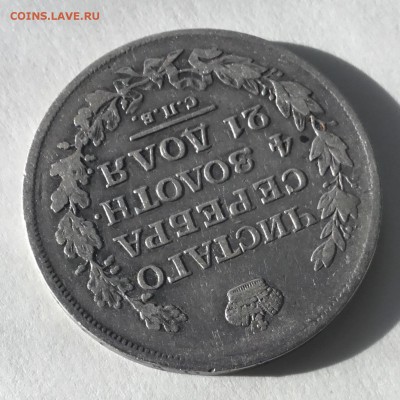 COINS.LAVE.RU
ЧИСТАГО
СЕРЕБРА
ЗОЛОТН.
4 21 ДОЛЯ
С.П.Б.